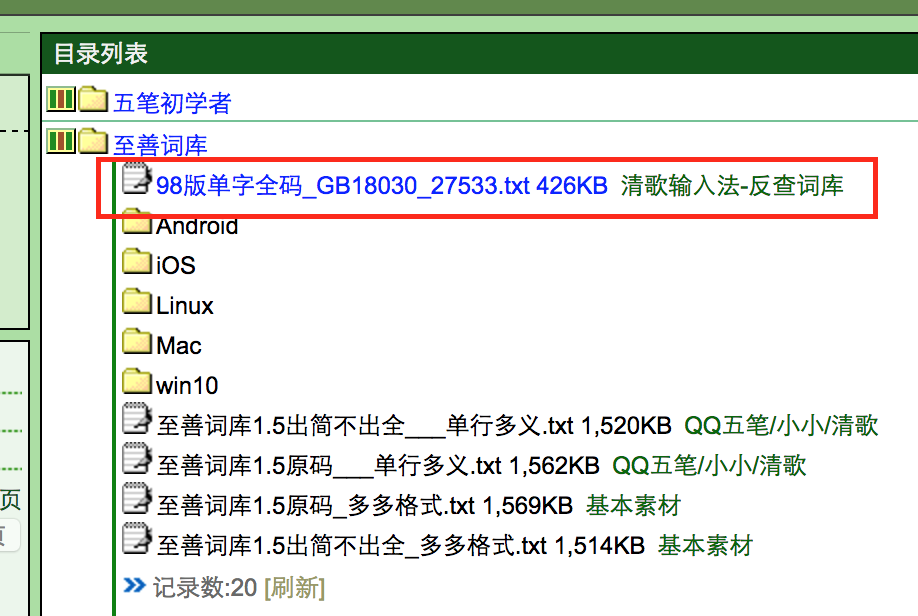 目录列表
五笔初学者
至善词库
98版单字全码_GB18030_27533.txt 426KB 清歌输入法-反查词库
Android
iOS
Linux
Mac
win10
至善词库1.5出简不出全___单行多义.txt 1,520KB QQ五笔/小小/清歌
至善词库1.5原码___单行多义.txt 1,562KB QQ五笔/小小/清歌
至善词库1.5原码_多多格式.txt 1,569KB 基本素材
页
至善词库1.5出简不出全_多多格式.txt 1,514KB 基本素材
记录数:20 [刷新]